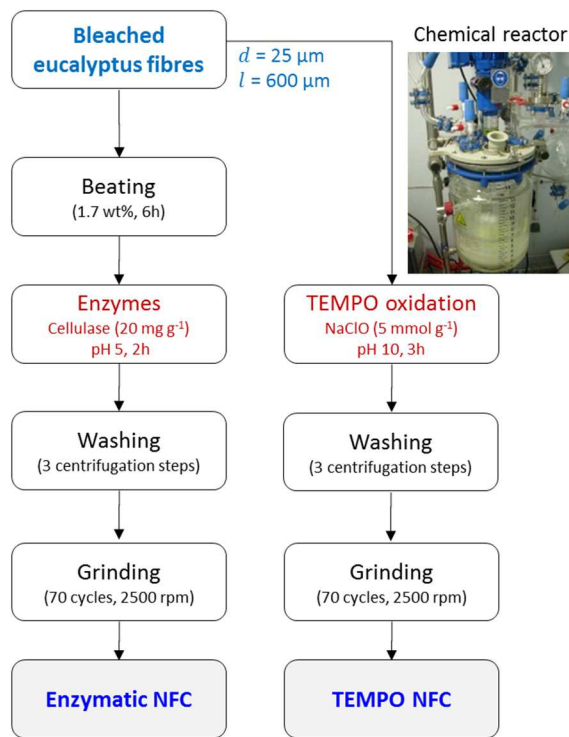 Bleached
eucalyptus fibres
d = 25 µm
l = 600 µm
Chemical reactor
Beating
(1.7 wt%, 6h)
Enzymes
Cellulase (20 mg g⁻¹)
pH 5, 2h
TEMPO oxidation
NaClO (5 mmol g⁻¹)
pH 10, 3h
Washing
(3 centrifugation steps)
Washing
(3 centrifugation steps)
Grinding
(70 cycles, 2500 rpm)
Grinding
(70 cycles, 2500 rpm)
Enzymatic NFC
TEMPO NFC